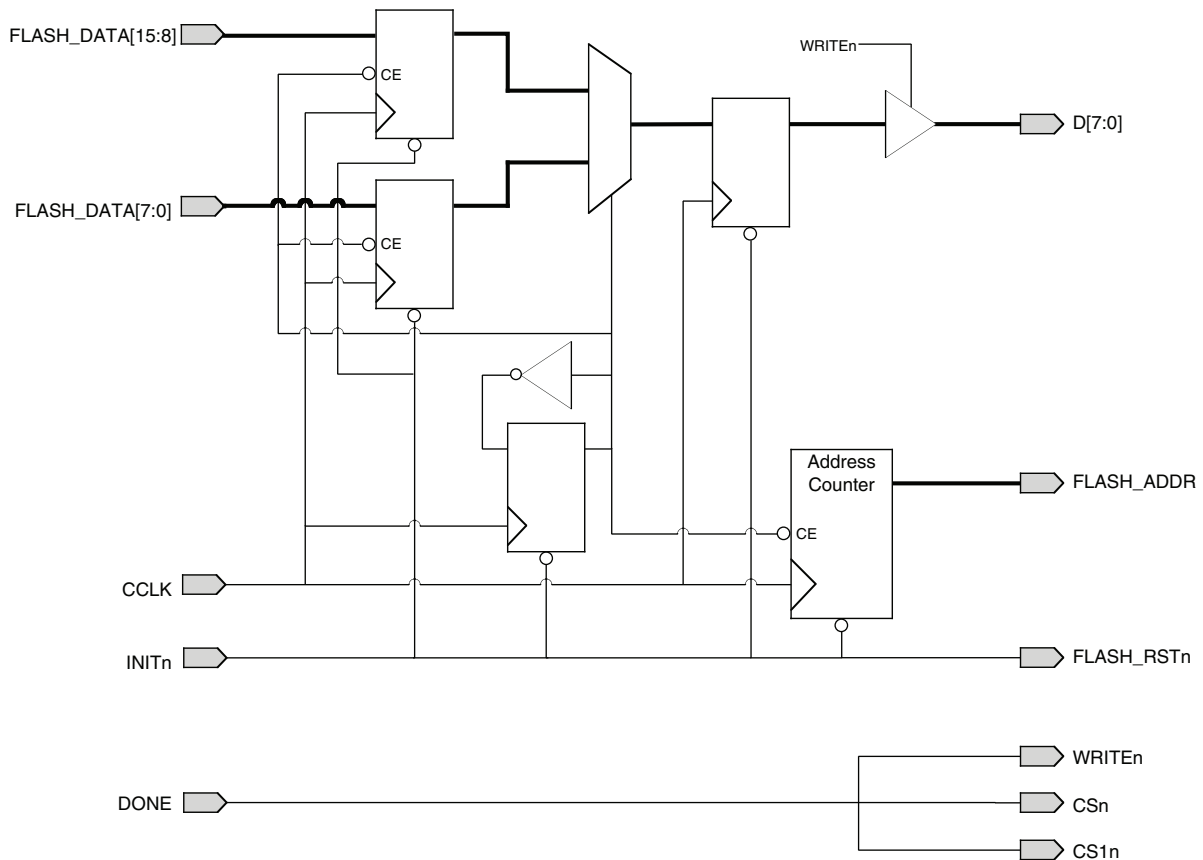 FLASH_DATA[15:8]
CE
WRITEn
D[7:0]
FLASH_DATA[7:0]
CE
Address
Counter
FLASH_ADDR
CE
CCLK
INITn
FLASH_RSTn
WRITEn
DONE
CSn
CS1n